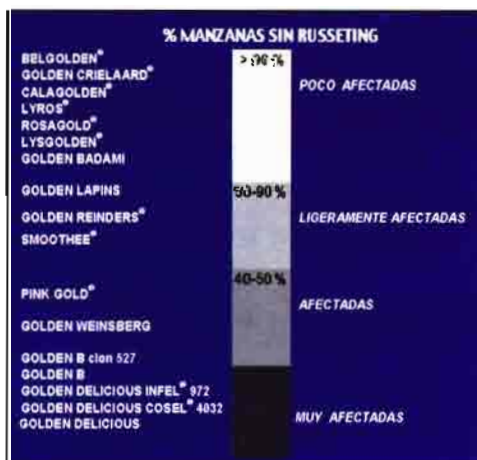 % MANZANAS SIN RUSSETING
BELGOLDEN®
GOLDEN CRIELAARD®
CALAGOLDEN®
LYROS®
ROSAGOLD®
LYSGOLDEN®
GOLDEN BADAMI
> 90 %
POCO AFECTADAS
GOLDEN LAPINS
GOLDEN REINDERS®
SMOOTHEE®
50-90 %
LIGERAMENTE AFECTADAS
PINK GOLD®
GOLDEN WEINSBERG
40-50 %
AFECTADAS
GOLDEN B clon 527
GOLDEN B
GOLDEN DELICIOUS INFEL® 972
GOLDEN DELICIOUS COSEL® 4032
GOLDEN DELICIOUS
MUY AFECTADAS